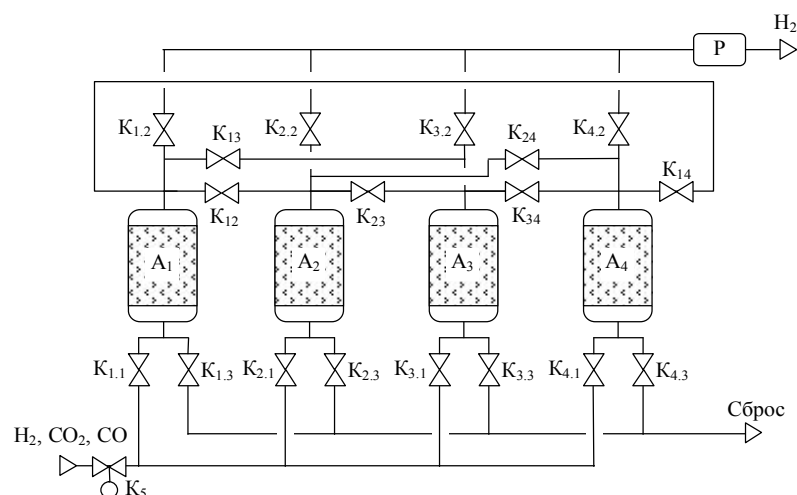 H₂
P
K₁.₂
K₁₃
K₂.₂
K₃.₂
K₂₄
K₄.₂
K₁₄
K₁₂
K₂₃
K₃₄
A₁
A₂
A₃
A₄
K₁.₁
K₁.₃
K₂.₁
K₂.₃
K₃.₁
K₃.₃
K₄.₁
K₄.₃
Сброс
H₂, CO₂, CO
K₅